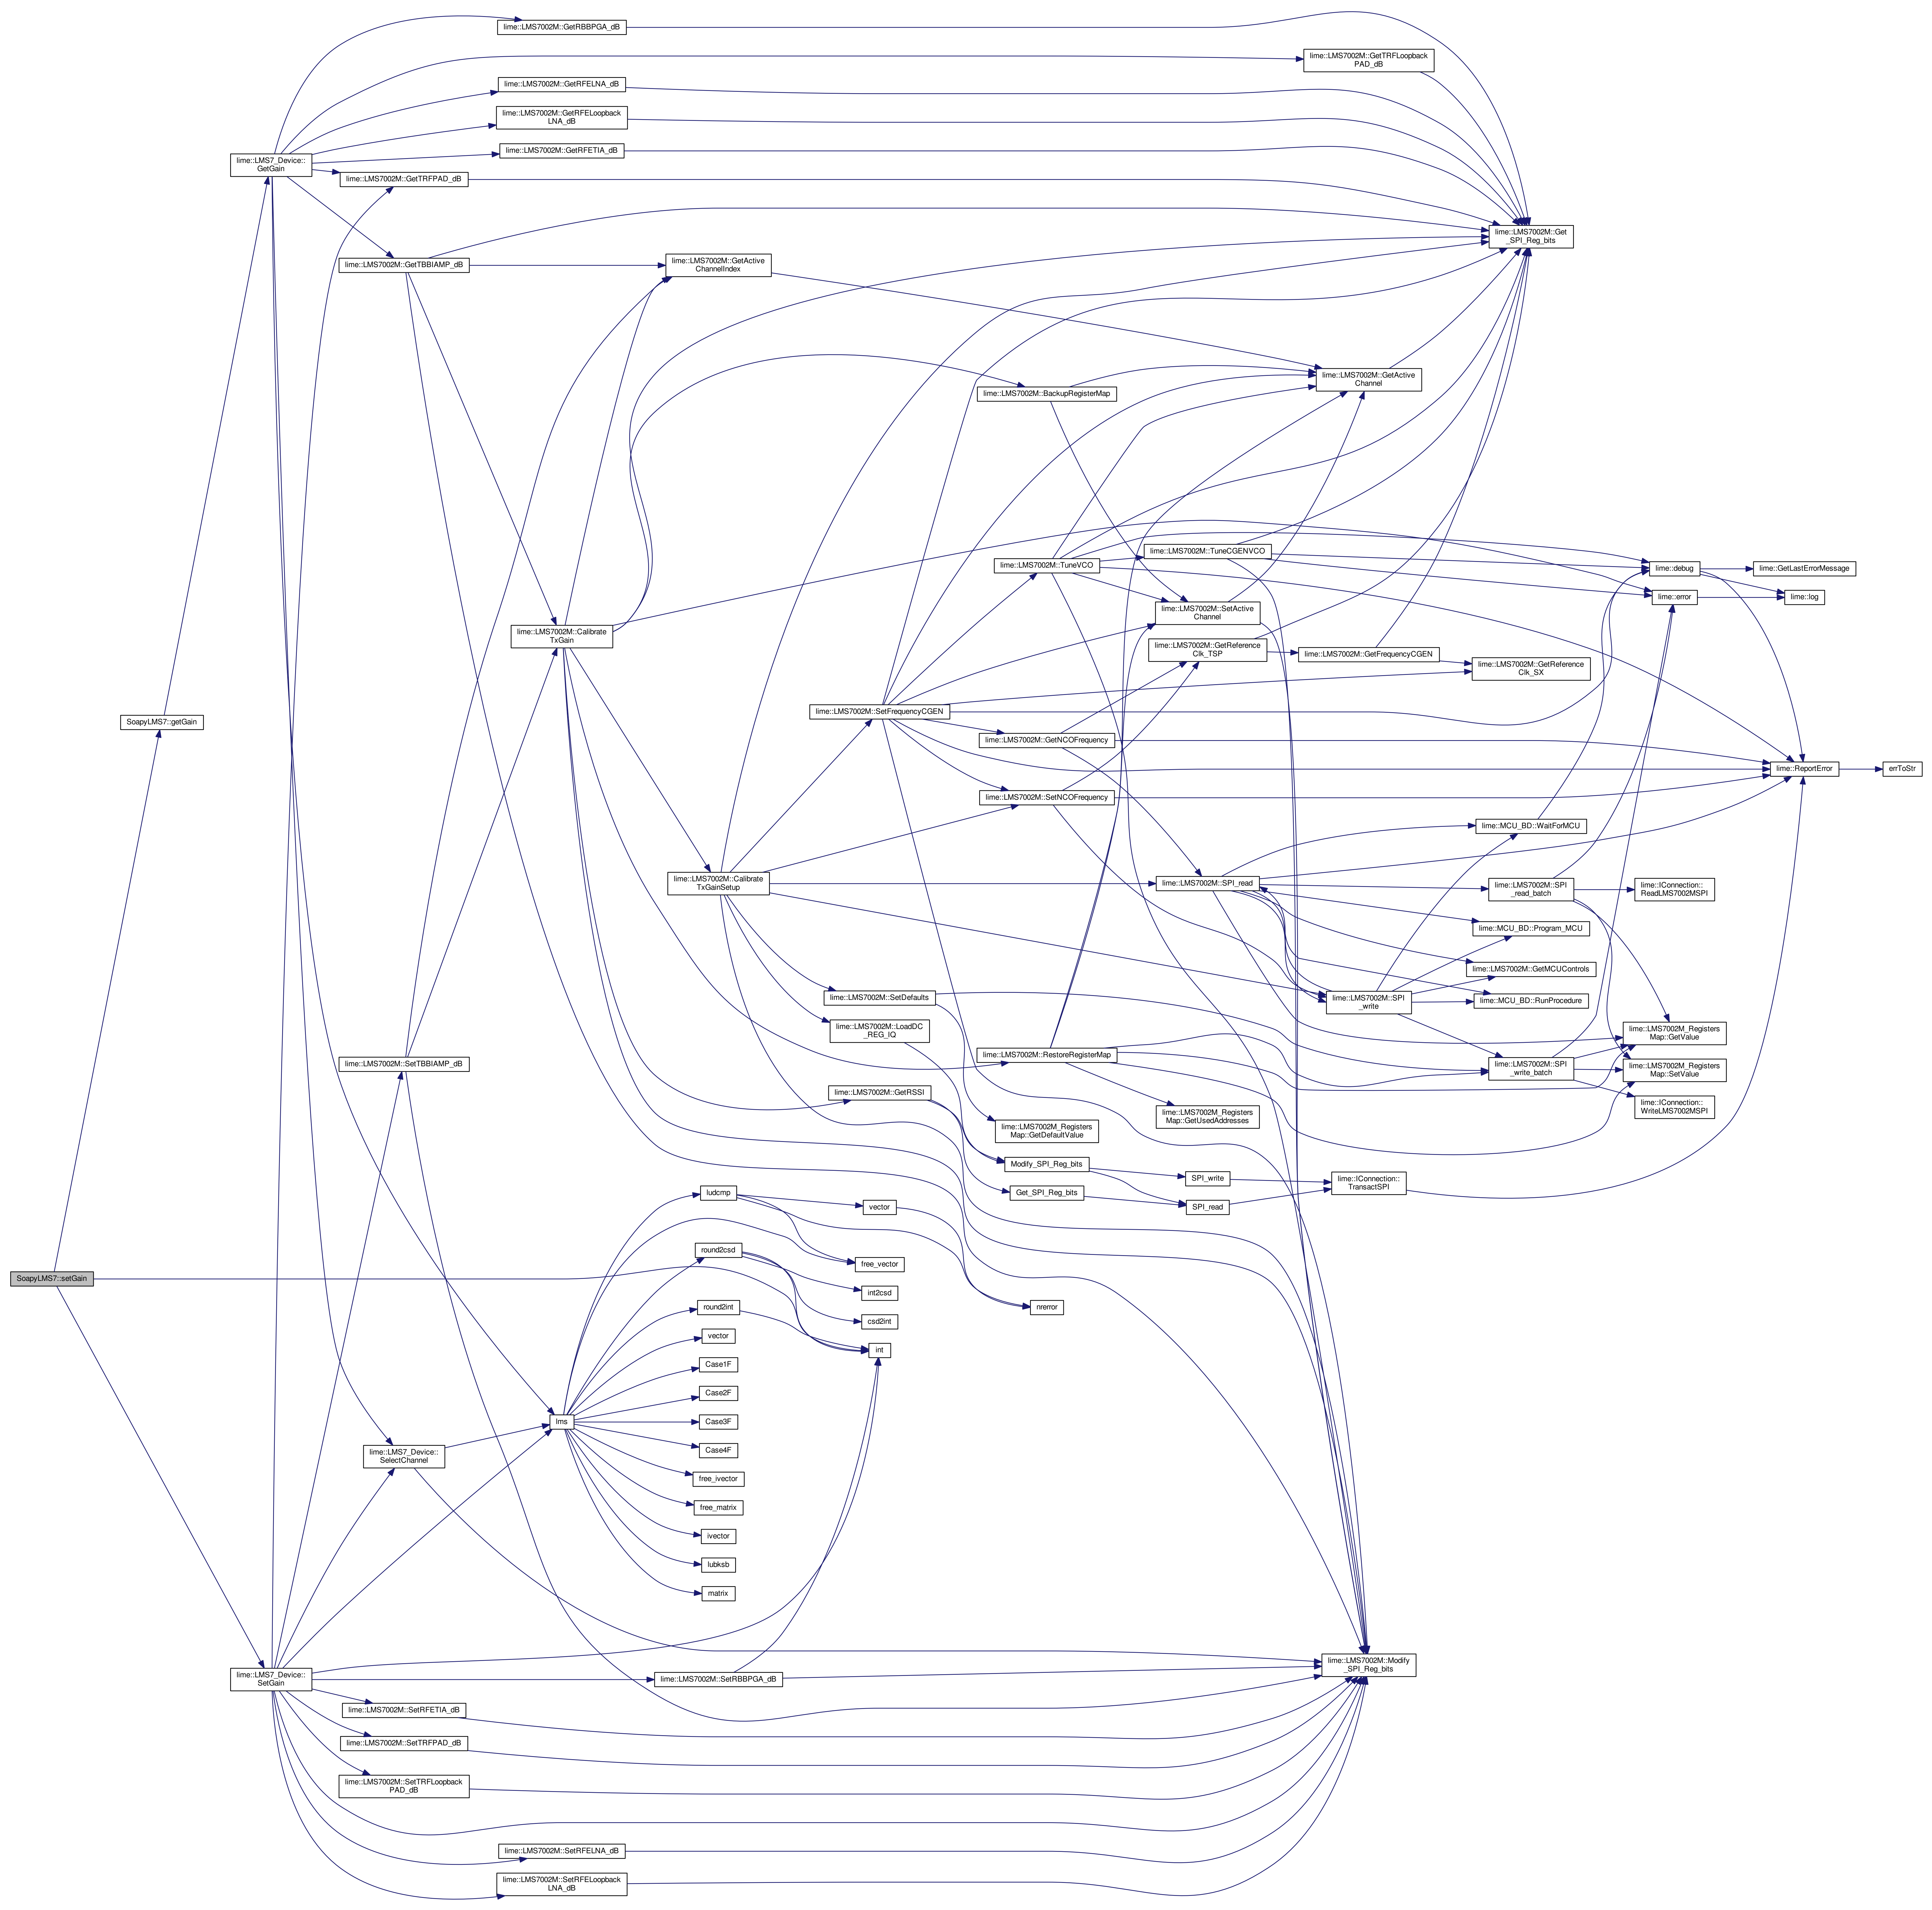 lime::LMS7002M::GetRBBPGA_dB
lime::LMS7002M::GetTRFLoopback
PAD_dB
lime::LMS7002M::GetRFELNA_dB
lime::LMS7002M::GetRFELoopback
LNA_dB
lime::LMS7002M::GetRFETIA_dB
lime::LMS7_Device::
GetGain
lime::LMS7002M::GetTRFPAD_dB
lime::LMS7002M::Get
_SPI_Reg_bits
lime::LMS7002M::GetTBBIAMP_dB
lime::LMS7002M::GetActive
ChannelIndex
lime::LMS7002M::GetActive
Channel
lime::LMS7002M::BackupRegisterMap
lime::LMS7002M::TuneCGENVCO
lime::LMS7002M::TuneVCO
lime::debug
lime::GetLastErrorMessage
lime::error
lime::log
lime::LMS7002M::SetActive
Channel
lime::LMS7002M::Calibrate
TxGain
lime::LMS7002M::GetReference
Clk_TSP
lime::LMS7002M::GetFrequencyCGEN
lime::LMS7002M::GetReference
Clk_SX
lime::LMS7002M::SetFrequencyCGEN
SoapyLMS7::getGain
lime::LMS7002M::GetNCOFrequency
lime::ReportError
errToStr
lime::LMS7002M::SetNCOFrequency
lime::MCU_BD::WaitForMCU
lime::LMS7002M::Calibrate
TxGainSetup
lime::LMS7002M::SPI_read
lime::LMS7002M::SPI
_read_batch
lime::IConnection::
ReadLMS7002MSPI
lime::MCU_BD::Program_MCU
lime::LMS7002M::GetMCUControls
lime::LMS7002M::SetDefaults
lime::LMS7002M::SPI
_write
lime::MCU_BD::RunProcedure
lime::LMS7002M::LoadDC
_REG_IQ
lime::LMS7002M_Registers
Map::GetValue
lime::LMS7002M::RestoreRegisterMap
lime::LMS7002M::SetTBBIAMP_dB
lime::LMS7002M::SPI
_write_batch
lime::LMS7002M_Registers
Map::SetValue
lime::LMS7002M::GetRSSI
lime::IConnection::
WriteLMS7002MSPI
lime::LMS7002M_Registers
Map::GetUsedAddresses
lime::LMS7002M_Registers
Map::GetDefaultValue
Modify_SPI_Reg_bits
SPI_write
lime::IConnection::
TransactSPI
Get_SPI_Reg_bits
SPI_read
ludcmp
vector
round2csd
free_vector
SoapyLMS7::setGain
int2csd
round2int
nrerror
csd2int
vector
int
Case1F
Case2F
lms
Case3F
Case4F
lime::LMS7_Device::
SelectChannel
free_ivector
free_matrix
ivector
lubksb
matrix
lime::LMS7_Device::
SetGain
lime::LMS7002M::SetRBBPGA_dB
lime::LMS7002M::Modify
_SPI_Reg_bits
lime::LMS7002M::SetRFETIA_dB
lime::LMS7002M::SetTRFPAD_dB
lime::LMS7002M::SetTRFLoopback
PAD_dB
lime::LMS7002M::SetRFELNA_dB
lime::LMS7002M::SetRFELoopback
LNA_dB